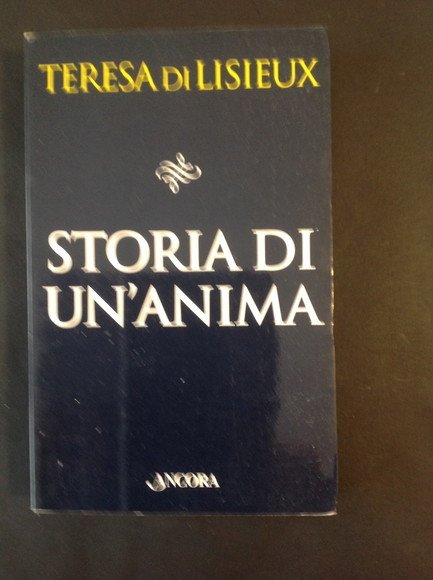 TERESA DI LISIEUX
STORIA DI
UN'ANIMA
ANCORA